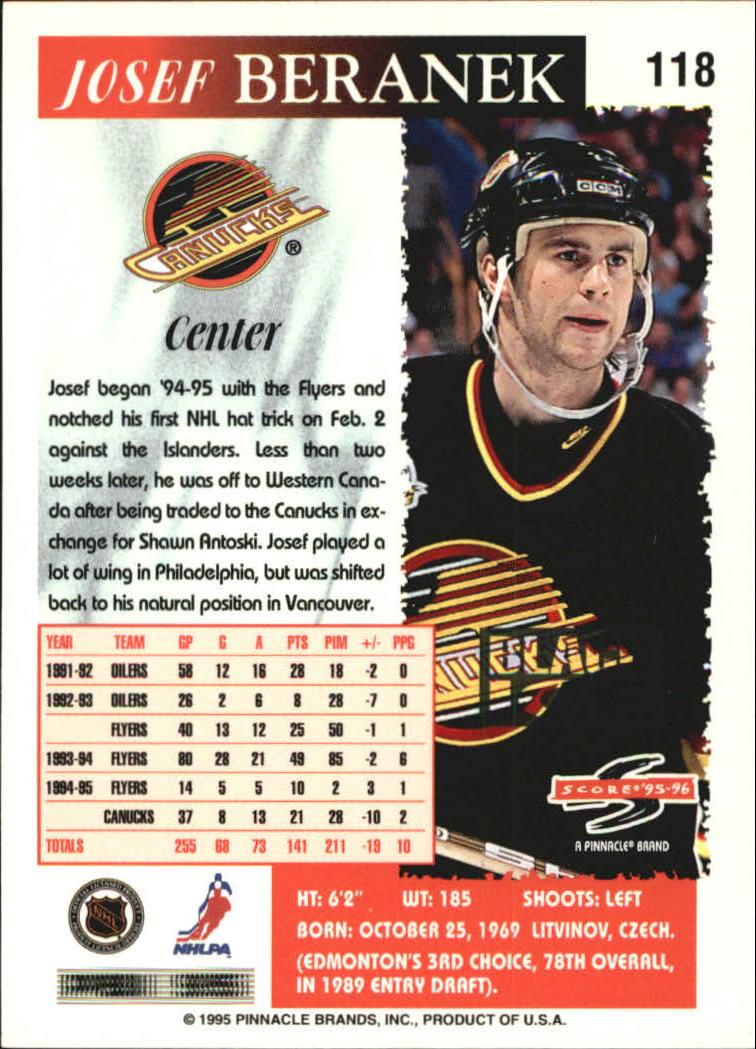 JOSEF BERANEK
118
CCM
CANUCKS ®
Center
Josef began '94-95 with the Flyers and
notched his first NHL hat trick on Feb. 2
against the Islanders. Less than two
weeks later, he was off to Western Cana-
da after being traded to the Canucks in ex-
change for Shawn Antoski. Josef played a
lot of wing in Philadelphia, but was shifted
back to his natural position in Vancouver.
YEAR TEAM GP G A PTS PIM +/- PPG
1991-92 OILERS 58 12 16 28 18 -2 0
1992-93 OILERS 26 2 6 8 28 -7 0
FLYERS 40 13 12 25 50 -1 1
1993-94 FLYERS 80 28 21 49 85 -2 6
1994-95 FLYERS 14 5 5 10 2 3 1
CANUCKS 37 8 13 21 28 -10 2
TOTALS 255 68 73 141 211 -19 10
SCORE® '95-96
A PINNACLE® BRAND
NHL
NHLPA
HT: 6'2" WT: 185 SHOOTS: LEFT
BORN: OCTOBER 25, 1969 LITVINOV, CZECH.
(EDMONTON'S 3RD CHOICE, 78TH OVERALL,
IN 1989 ENTRY DRAFT).
© 1995 PINNACLE BRANDS, INC., PRODUCT OF U.S.A.